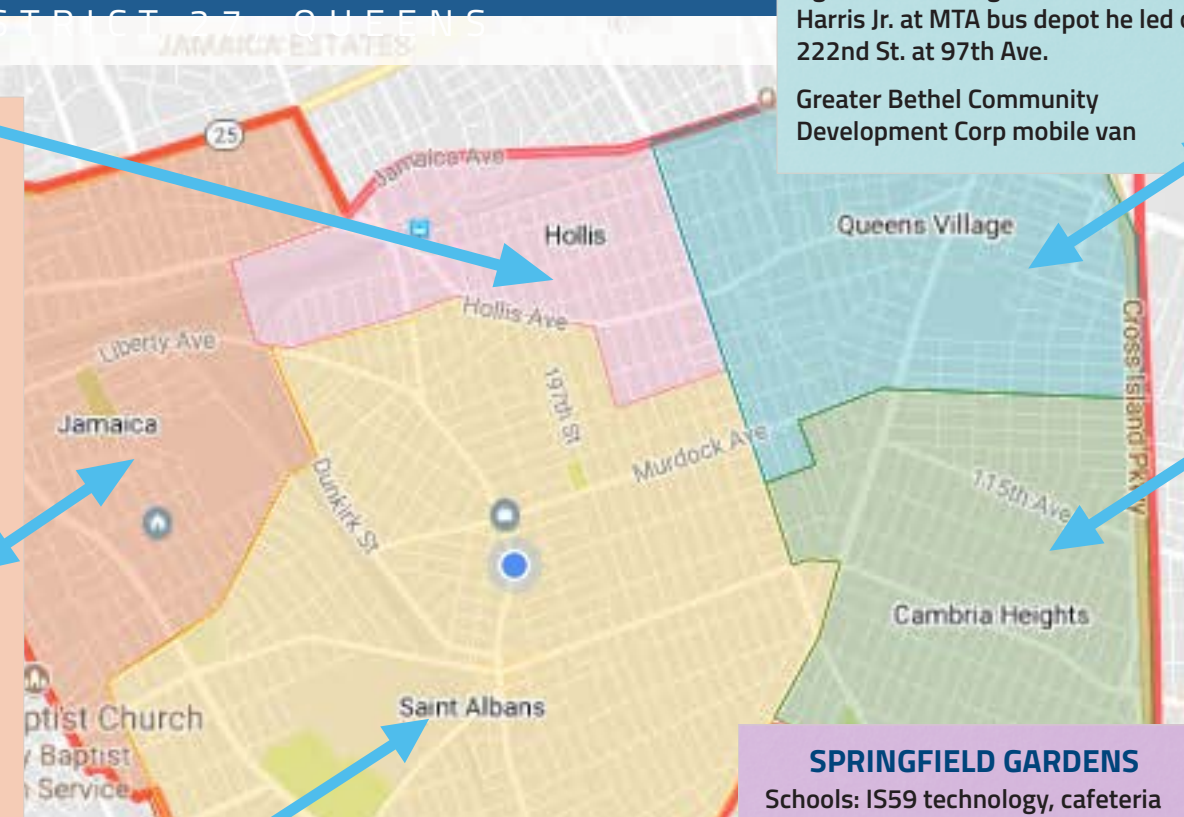 STRICT 27 QUEENS
JAMAICA ESTATES
Harris Jr. at MTA bus depot he led
222nd St. at 97th Ave.
Greater Bethel Community
Development Corp mobile van
25
Jamaica Ave
Hollis
Queens Village
Hollis Ave
Cross Island Pkwy
Liberty Ave
197th St
Jamaica
Murdock Ave
Dunkirk St
115th Ave
Cambria Heights
Saint Albans
ptist Church
y Baptist
Service
SPRINGFIELD GARDENS
Schools: IS59 technology, cafeteria